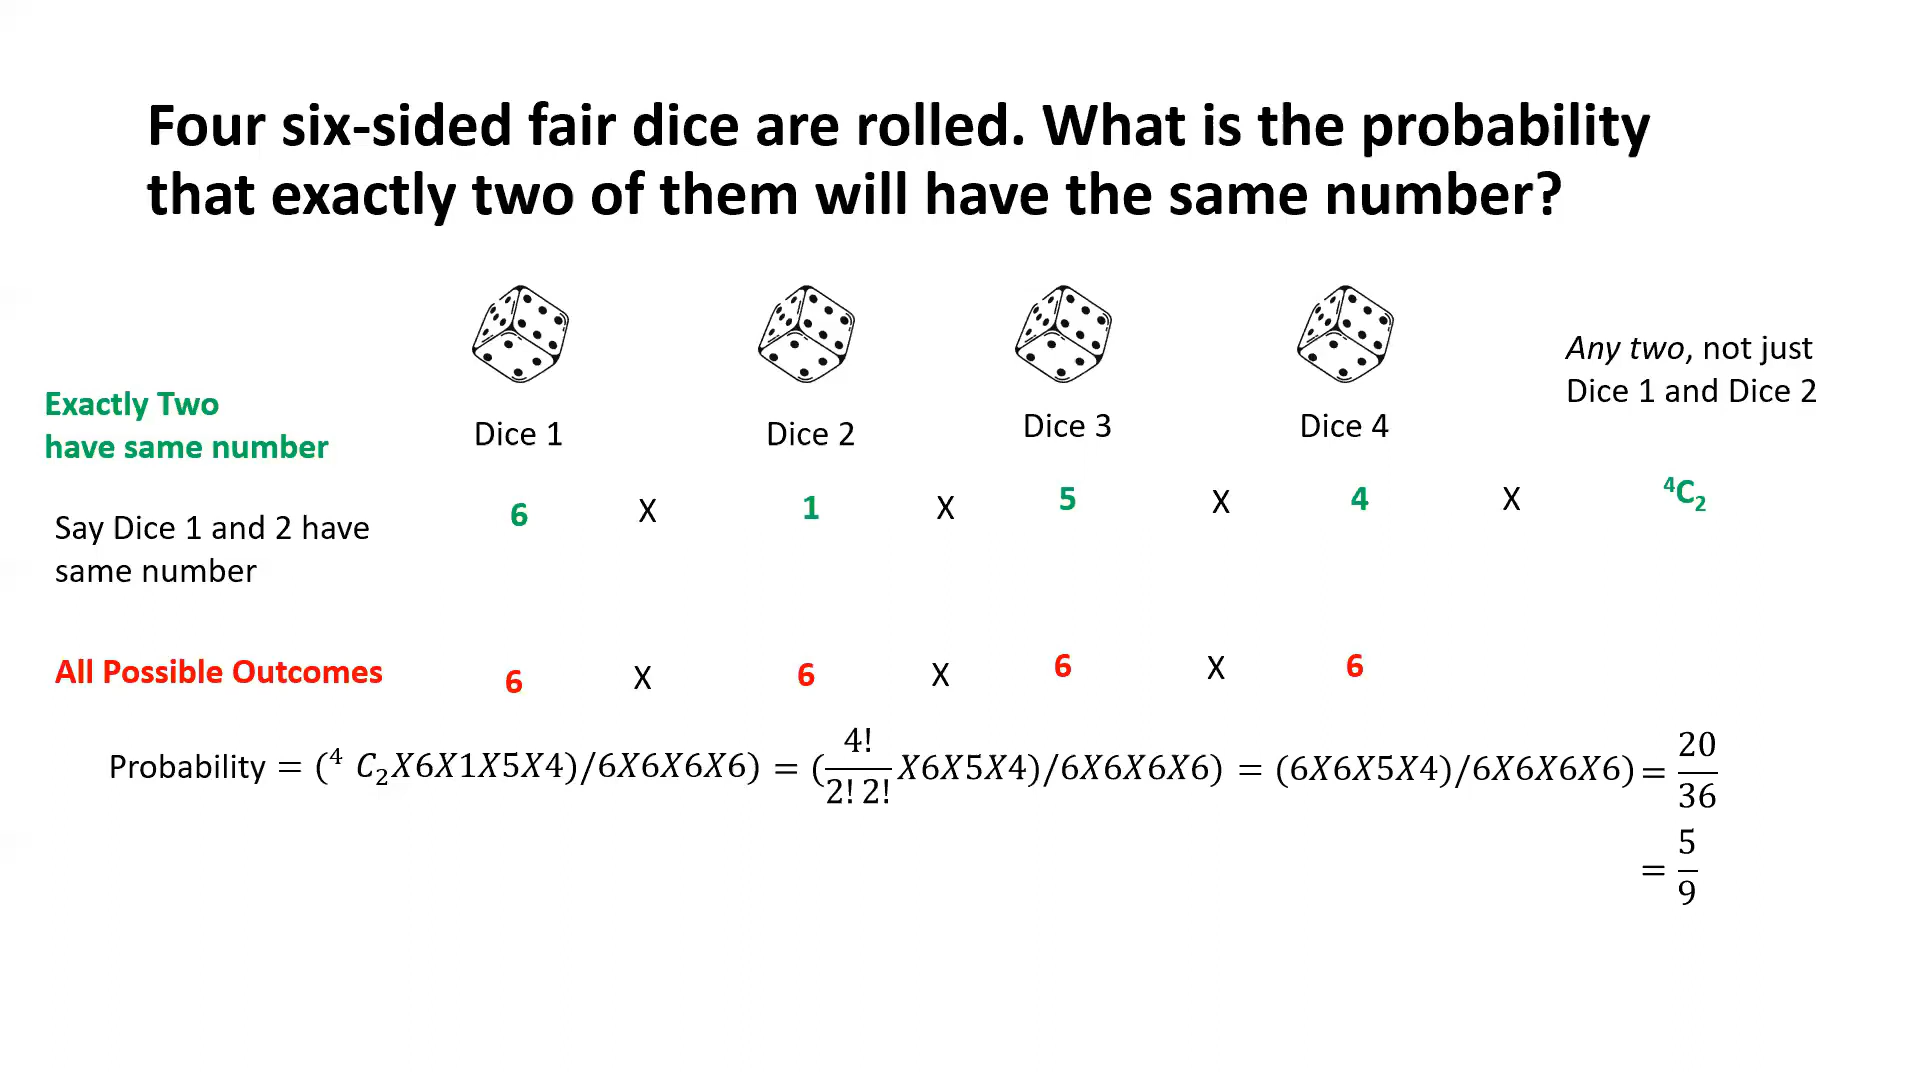 Four six-sided fair dice are rolled. What is the probability
that exactly two of them will have the same number?
Any two, not just
Dice 1 and Dice 2
Exactly Two
have same number
Dice 1 Dice 2 Dice 3 Dice 4
6 X 1 X 5 X 4 X ⁴C₂
Say Dice 1 and 2 have
same number
All Possible Outcomes 6 X 6 X 6 X 6
Probability = (⁴ C₂X6X1X5X4)/6X6X6X6) = (4!/2! 2! X6X5X4)/6X6X6X6) = (6X6X5X4)/6X6X6X6) = 20/36
= 5/9